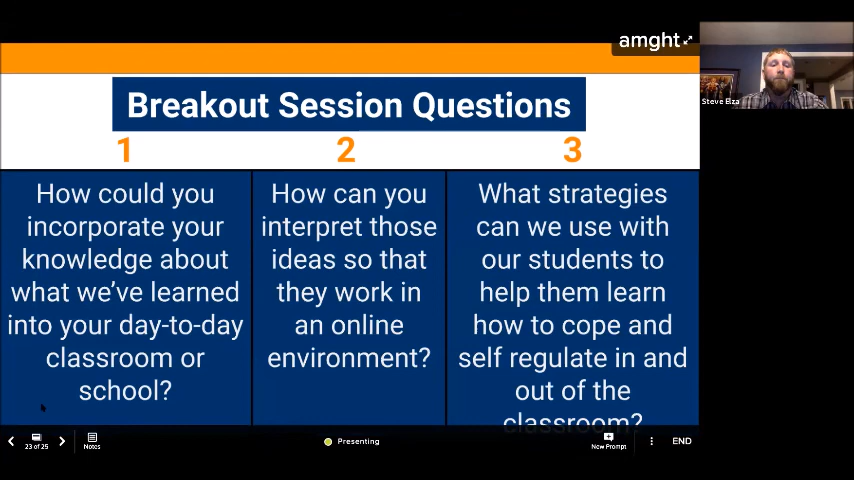 amght
Steve Elza
Breakout Session Questions
1
2
3
How could you
incorporate your
knowledge about
what we've learned
into your day-to-day
classroom or
school?
How can you
interpret those
ideas so that
they work in
an online
environment?
What strategies
can we use with
our students to
help them learn
how to cope and
self regulate in and
out of the
classroom?
23 of 25
Notes
Presenting
New Prompt
END